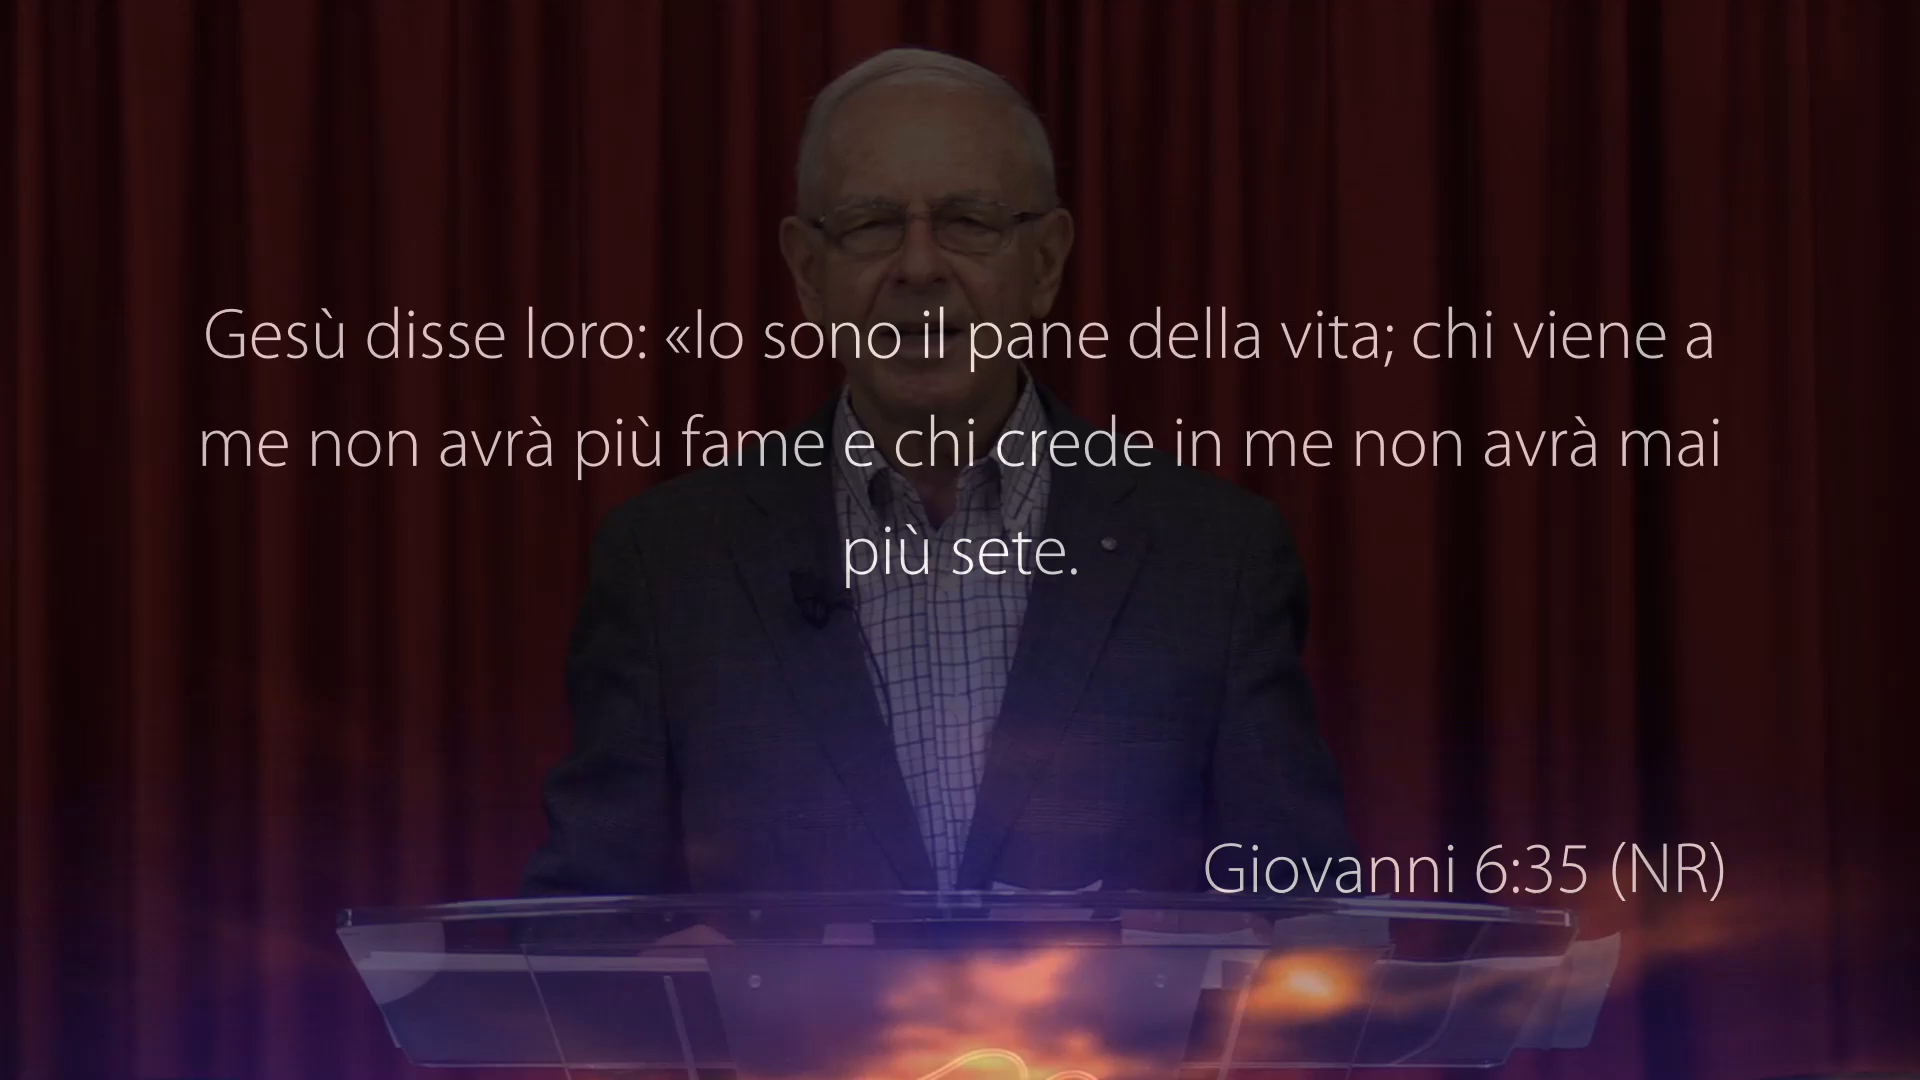 Gesù disse loro: «Io sono il pane della vita; chi viene a
me non avrà più fame e chi crede in me non avrà mai
più sete.
Giovanni 6:35 (NR)